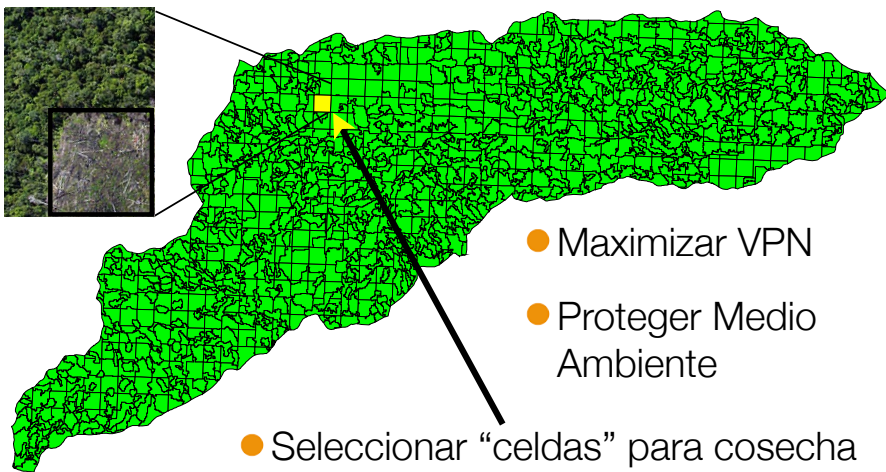 Maximizar VPN
Proteger Medio
Ambiente
Seleccionar “celdas” para cosecha